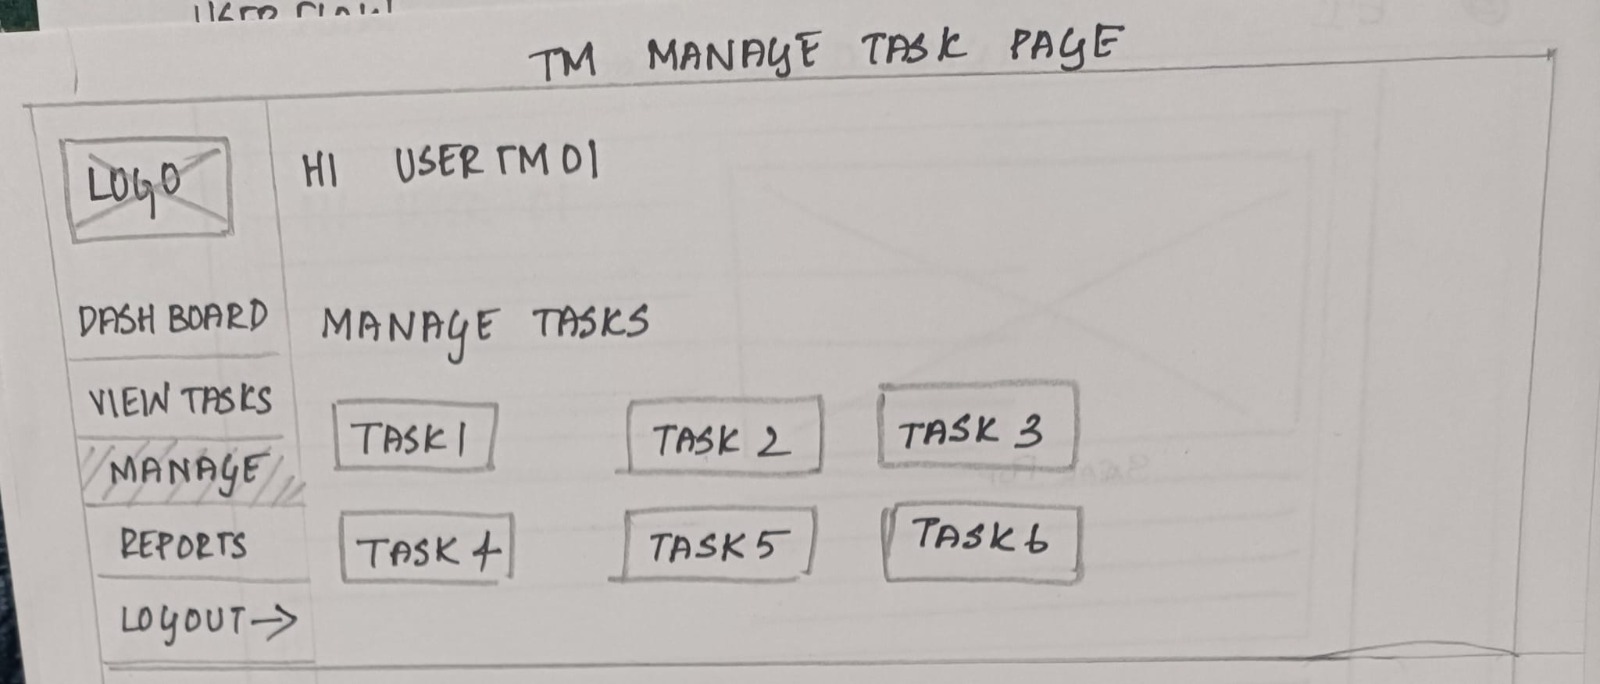 TM MANAGE TASK PAGE
LOGO
HI USER TM 01
DASH BOARD
VIEW TASKS
MANAGE
REPORTS
LOGOUT →
MANAGE TASKS
TASK 1 TASK 2 TASK 3
TASK 4 TASK 5 TASK 6